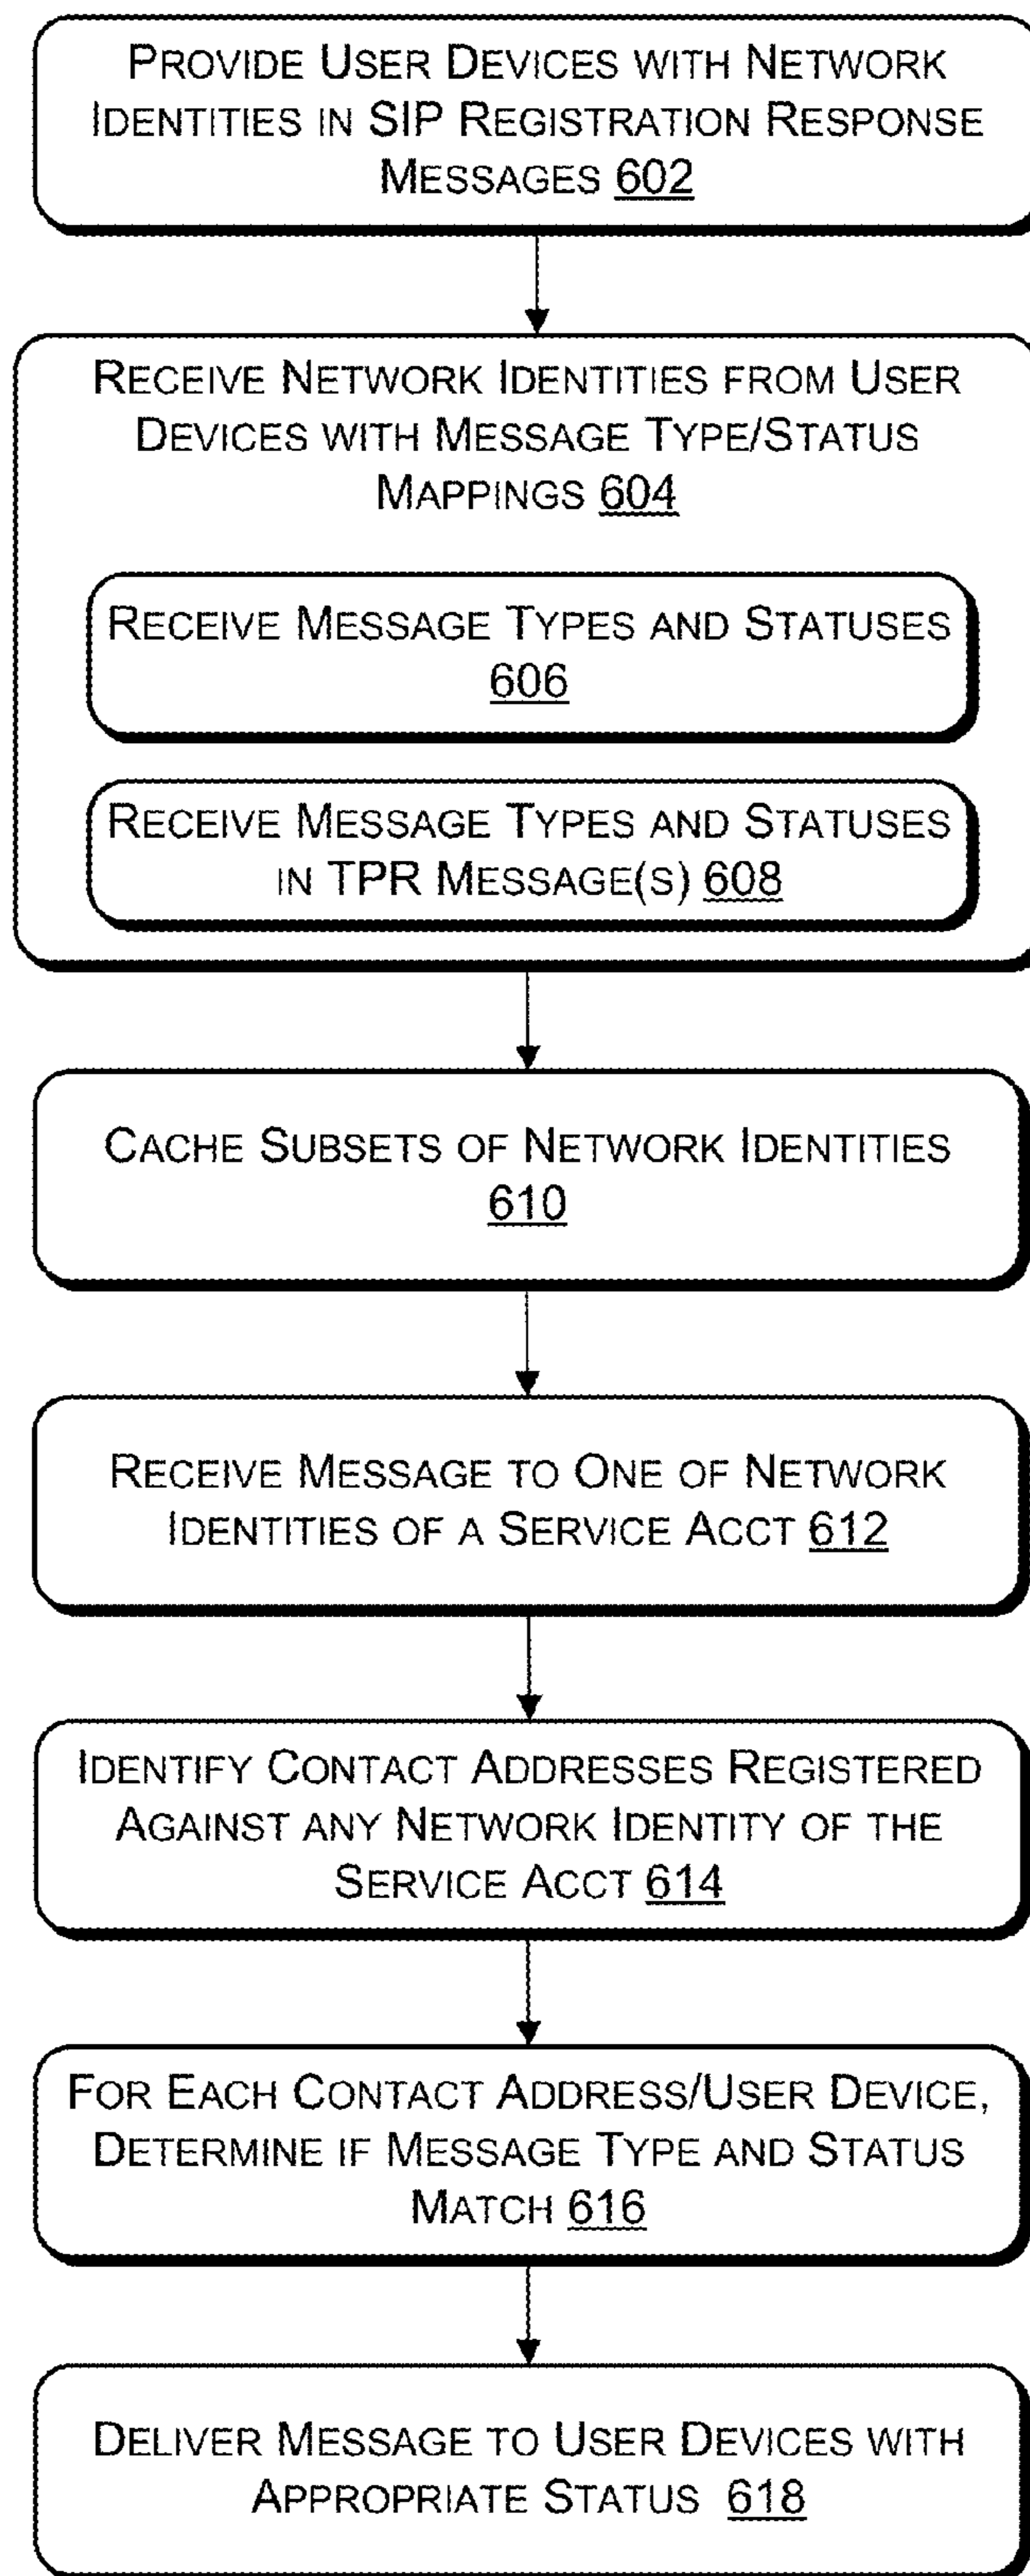 PROVIDE USER DEVICES WITH NETWORK
IDENTITIES IN SIP REGISTRATION RESPONSE
MESSAGES 602
RECEIVE NETWORK IDENTITIES FROM USER
DEVICES WITH MESSAGE TYPE/STATUS
MAPPINGS 604
RECEIVE MESSAGE TYPES AND STATUSES
606
RECEIVE MESSAGE TYPES AND STATUSES
IN TPR MESSAGE(S) 608
CACHE SUBSETS OF NETWORK IDENTITIES
610
RECEIVE MESSAGE TO ONE OF NETWORK
IDENTITIES OF A SERVICE ACCT 612
IDENTIFY CONTACT ADDRESSES REGISTERED
AGAINST ANY NETWORK IDENTITY OF THE
SERVICE ACCT 614
FOR EACH CONTACT ADDRESS/USER DEVICE,
DETERMINE IF MESSAGE TYPE AND STATUS
MATCH 616
DELIVER MESSAGE TO USER DEVICES WITH
APPROPRIATE STATUS 618